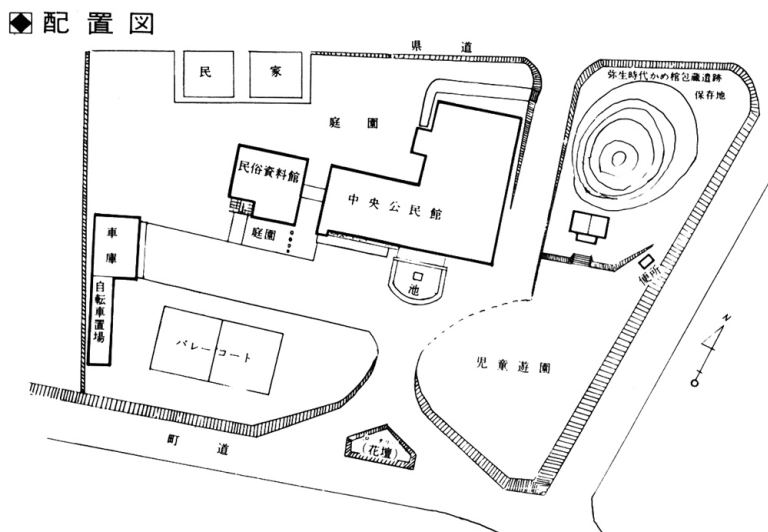 配置図
県道
民家
弥生時代かめ棺包蔵遺跡
保存地
庭園
民俗資料館
中央公民館
車庫
庭園
便所
池
自転車置場
バレーコート
児童遊園
N
町道
(花壇)